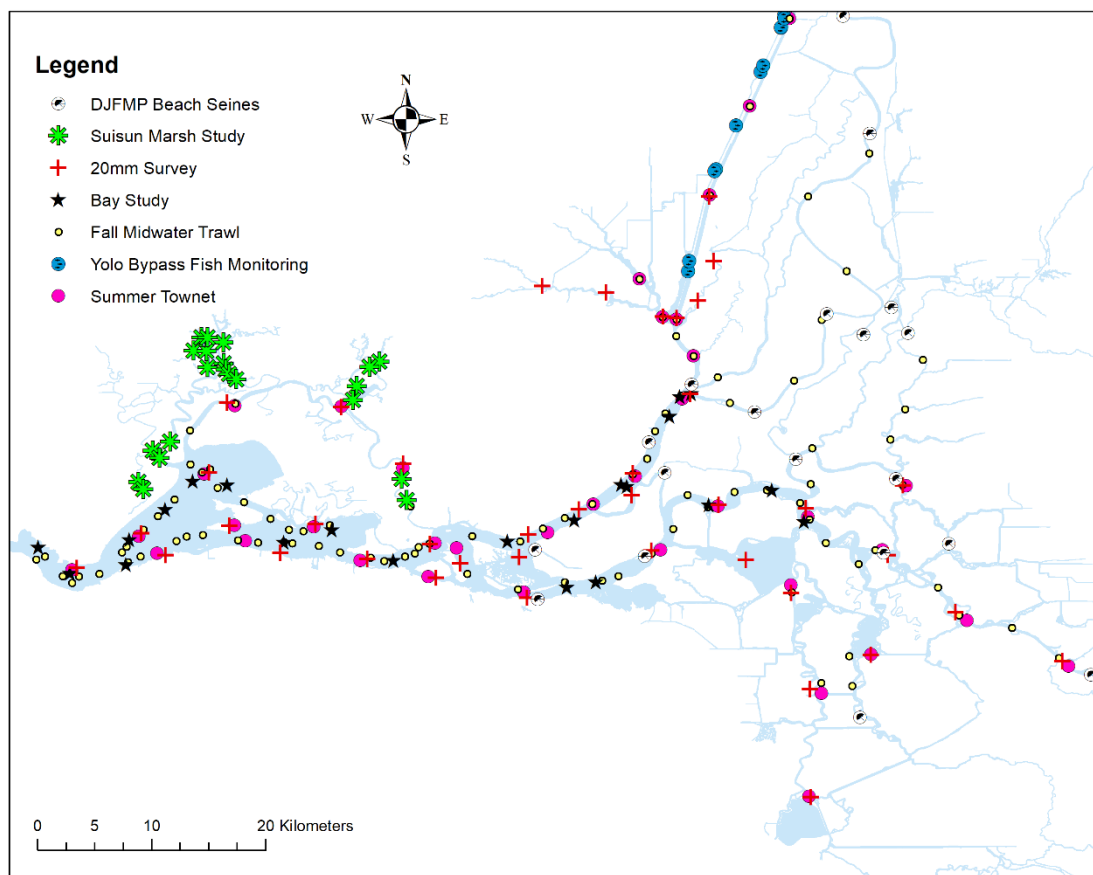 Legend
DJFMP Beach Seines
Suisun Marsh Study
20mm Survey
Bay Study
Fall Midwater Trawl
Yolo Bypass Fish Monitoring
Summer Townet
N
W E
S
0 5 10 20 Kilometers